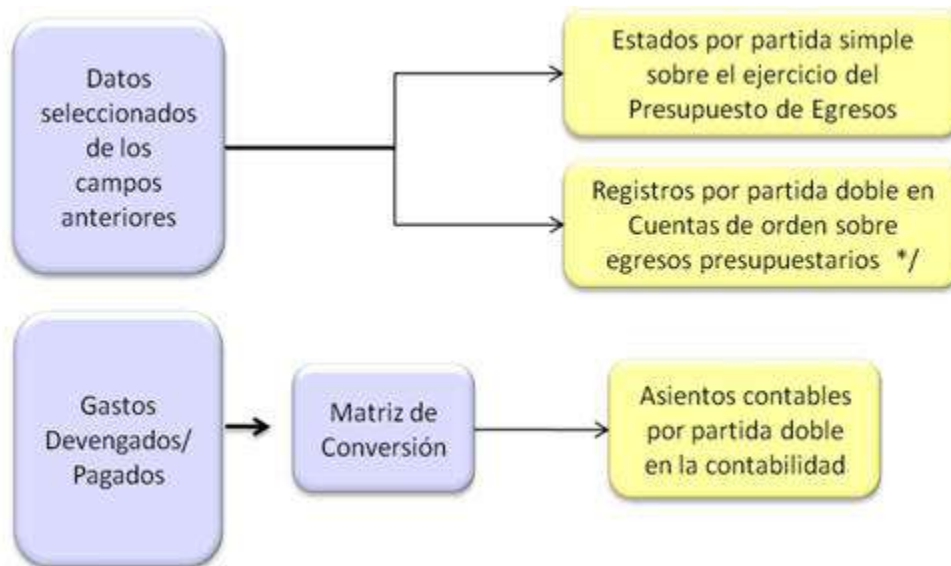 Datos
seleccionados
de los
campos
anteriores
Estados por partida simple
sobre el ejercicio del
Presupuesto de Egresos
Registros por partida doble en
Cuentas de orden sobre
egresos presupuestarios */
Gastos
Devengados/
Pagados
Matriz de
Conversión
Asientos contables
por partida doble
en la contabilidad